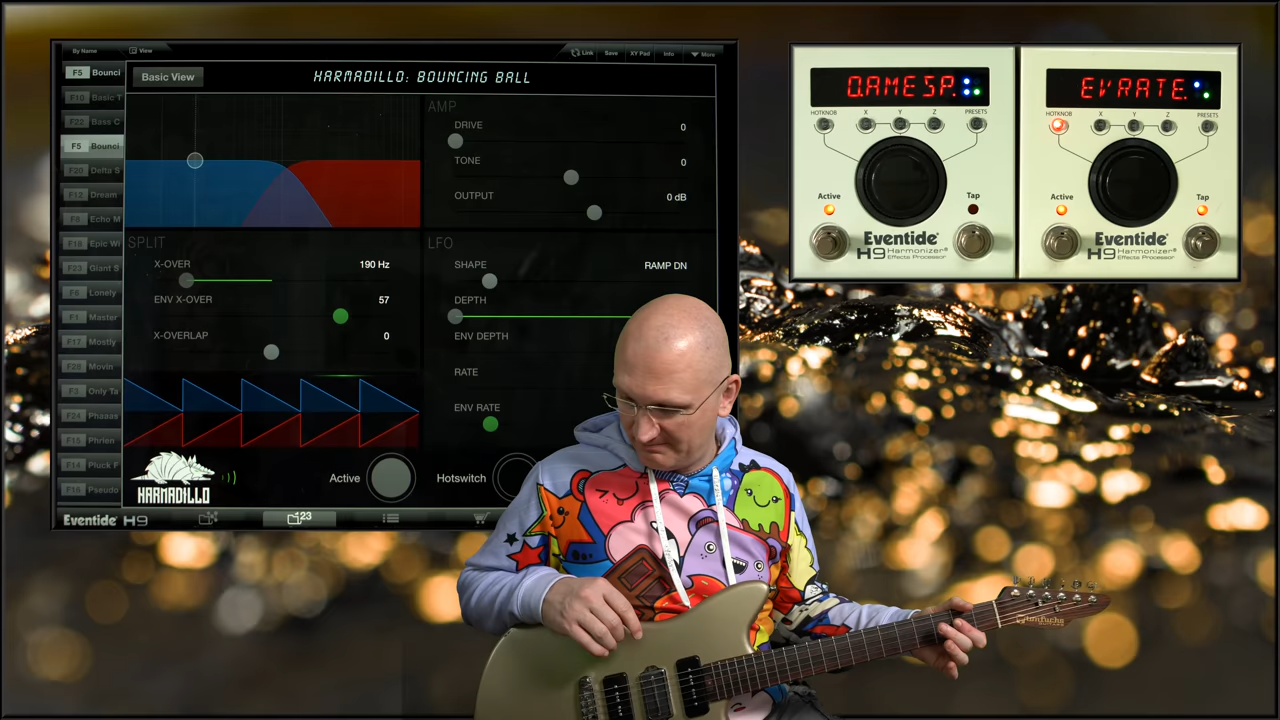 By Name
View
Link
Save
XY Pad
Info
More
Basic View
HARMADILLO: BOUNCING BALL
F5 Bounci
F10 Basic T
F22 Bass C
F5 Bounci
F20 Delta S
F12 Dream
F8 Echo M
F18 Epic Wi
F23 Giant S
F6 Lonely
F1 Master
F17 Mostly
F28 Movin
F3 Only Ta
F24 Phaaas
F15 Phrien
F14 Pluck F
F16 Pseudo
AMP
DRIVE 0
TONE 0
OUTPUT 0 dB
SPLIT
X-OVER 190 Hz
ENV X-OVER 57
X-OVERLAP 0
LFO
SHAPE RAMP DN
DEPTH
ENV DEPTH
RATE
ENV RATE
HARMADILLO
Active
Hotswitch
Eventide H9
123
HOTKNOB X Y Z PRESETS
Active
Tap
Eventide®
H9 Harmonizer®
Effects Processor
EV RATE.
HOTKNOB X Y Z PRESETS
Active
Tap
Eventide®
H9 Harmonizer®
Effects Processor